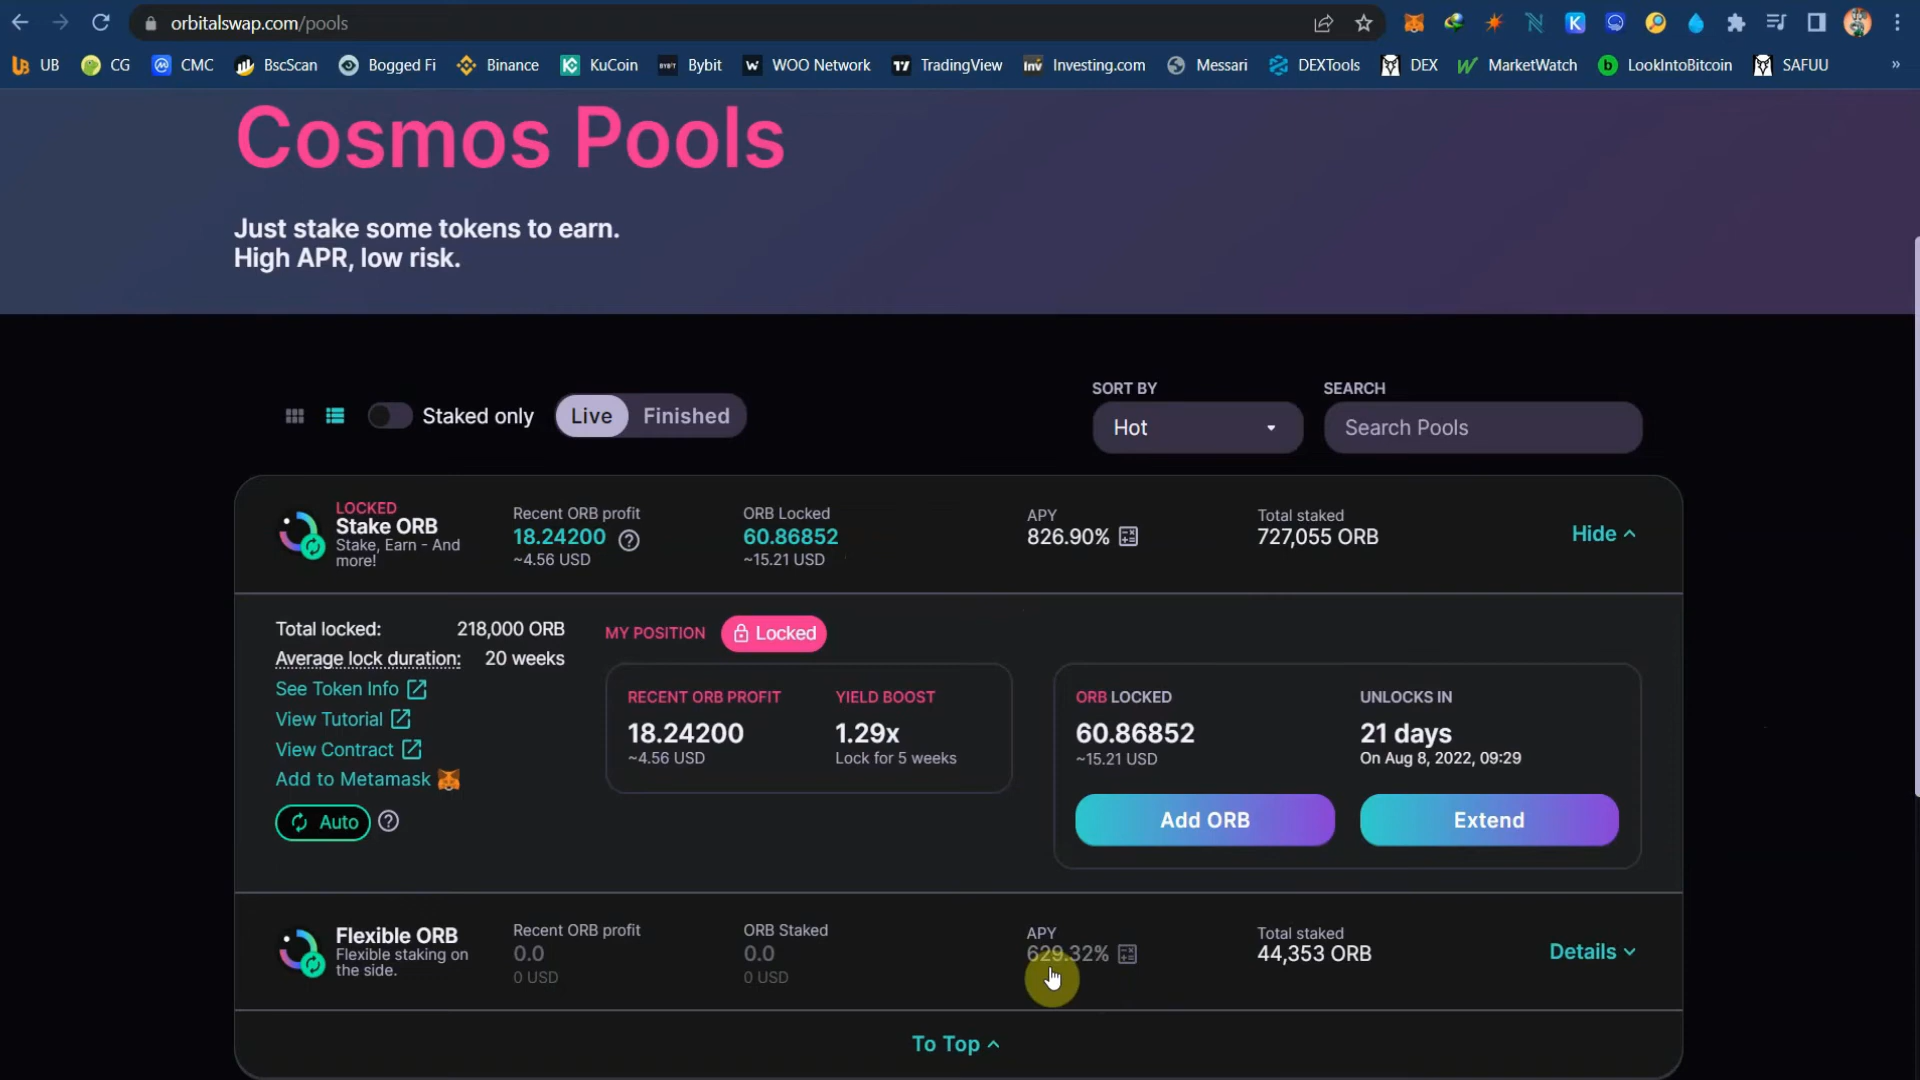 orbitalswap.com/pools
UB CG CMC BscScan Bogged Fi Binance KuCoin Bybit WOO Network TradingView Investing.com Messari DEXTools DEX MarketWatch LookIntoBitcoin SAFUU »
Cosmos Pools
Just stake some tokens to earn.
High APR, low risk.
Staked only Live Finished
SORT BY
Hot
SEARCH
Search Pools
LOCKED
Stake ORB
Stake, Earn - And
more!
Recent ORB profit
18.24200
~4.56 USD
ORB Locked
60.86852
~15.21 USD
APY
826.90%
Total staked
727,055 ORB
Hide
Total locked: 218,000 ORB
Average lock duration: 20 weeks
See Token Info
View Tutorial
View Contract
Add to Metamask
Auto
MY POSITION Locked
RECENT ORB PROFIT
18.24200
~4.56 USD
YIELD BOOST
1.29x
Lock for 5 weeks
ORB LOCKED
60.86852
~15.21 USD
UNLOCKS IN
21 days
On Aug 8, 2022, 09:29
Add ORB
Extend
Flexible ORB
Flexible staking on
the side.
Recent ORB profit
0.0
0 USD
ORB Staked
0.0
0 USD
APY
629.32%
Total staked
44,353 ORB
Details
To Top